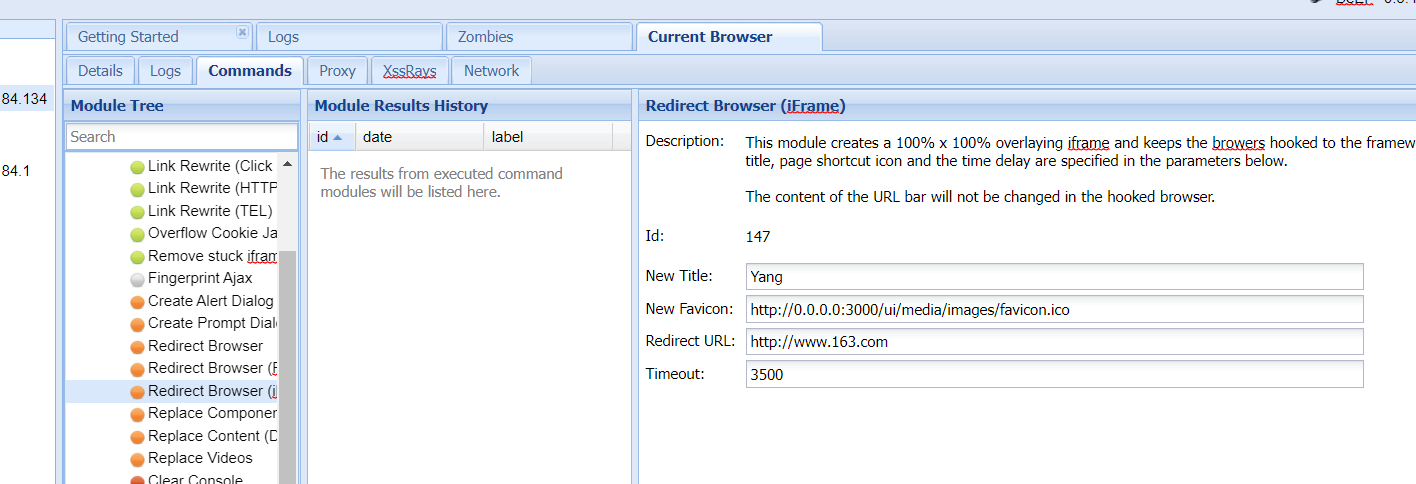 BeEF 0.0.
Getting Started
Logs
Zombies
Current Browser
Details
Logs
Commands
Proxy
XssRays
Network
84.134
84.1
Module Tree
Search
Link Rewrite (Click
Link Rewrite (HTTP
Link Rewrite (TEL)
Overflow Cookie Ja
Remove stuck ifram
Fingerprint Ajax
Create Alert Dialog
Create Prompt Dial
Redirect Browser
Redirect Browser (F
Redirect Browser (i
Replace Componer
Replace Content (D
Replace Videos
Clear Console
Module Results History
id date label
The results from executed command
modules will be listed here.
Redirect Browser (iFrame)
Description: This module creates a 100% x 100% overlaying iframe and keeps the browers hooked to the framew
title, page shortcut icon and the time delay are specified in the parameters below.
The content of the URL bar will not be changed in the hooked browser.
Id: 147
New Title: Yang
New Favicon: http://0.0.0.0:3000/ui/media/images/favicon.ico
Redirect URL: http://www.163.com
Timeout: 3500